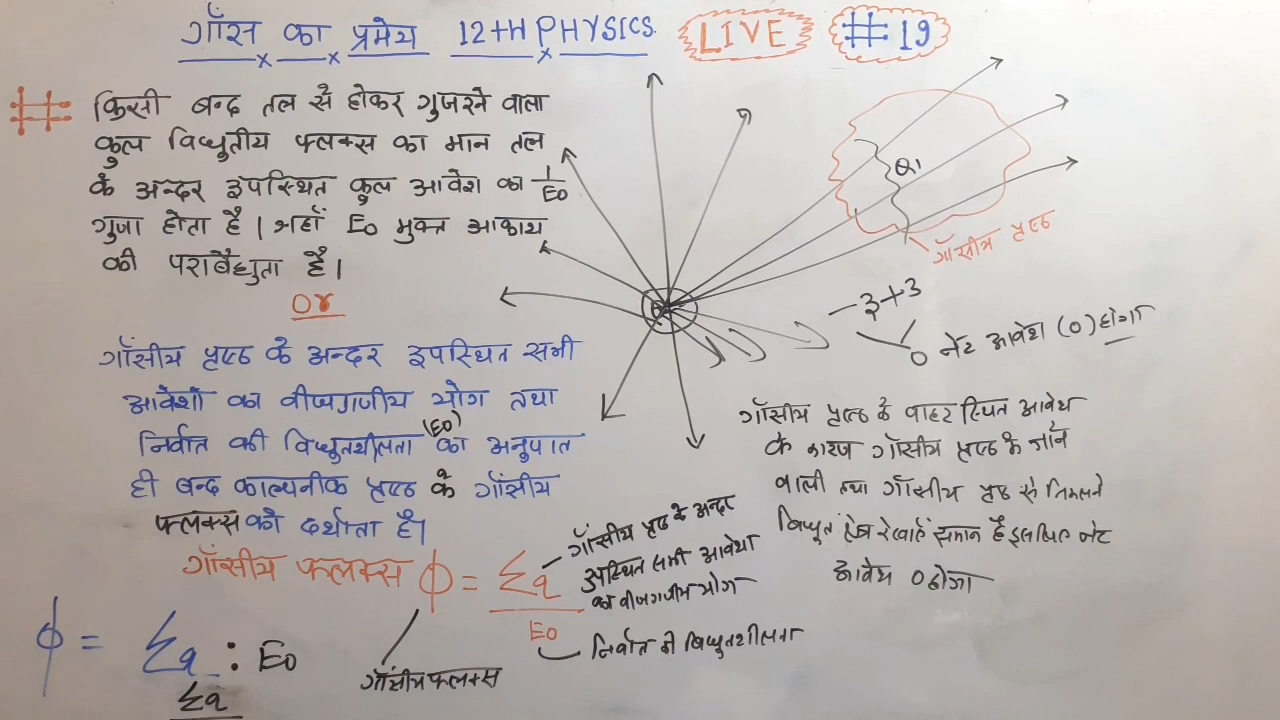 गॉस का प्रमेय 12+H PHYSICS. LIVE # 19
# किसी बन्द तल से होकर गुजरने वाला
कुल विधुतीय फ्लक्स का मान तल
के अन्दर उपस्थित कुल आवेश का 1/E0
गुणा होता है। जहाँ E0 मुक्त आकाश
की पराबैधुता है।
Or
गॉसीय पृष्ठ के अन्दर उपस्थित सभी
आवेशों का बीजगणीय योग तथा
निर्वात की विधुतशीलता (E0) का अनुपात
ही बन्द काल्पनीक पृष्ठ के गॉसीय
फ्लक्स को दर्शाता है।
गॉसीय फ्लक्स ϕ = Σq/E0
गॉसीय पृष्ठ के अन्दर
उपस्थित सभी आवेशो
का बीजगणीय योग
निर्वात की विधुतशीलता
गॉसीय फ्लक्स
ϕ = Σq : E0
Σq
Q1
गॉसीय पृष्ठ
-3+3
0 नेट आवेश (0) होगा
गॉसीय पृष्ठ के बाहर स्थित आवेश
के कारण गॉसीय पृष्ठ के जाने
वाली तथा गॉसीय पृष्ठ से निकलने
विधुत क्षेत्र रेखाएँ समान है इसलिए नेट
आवेश 0 होगा